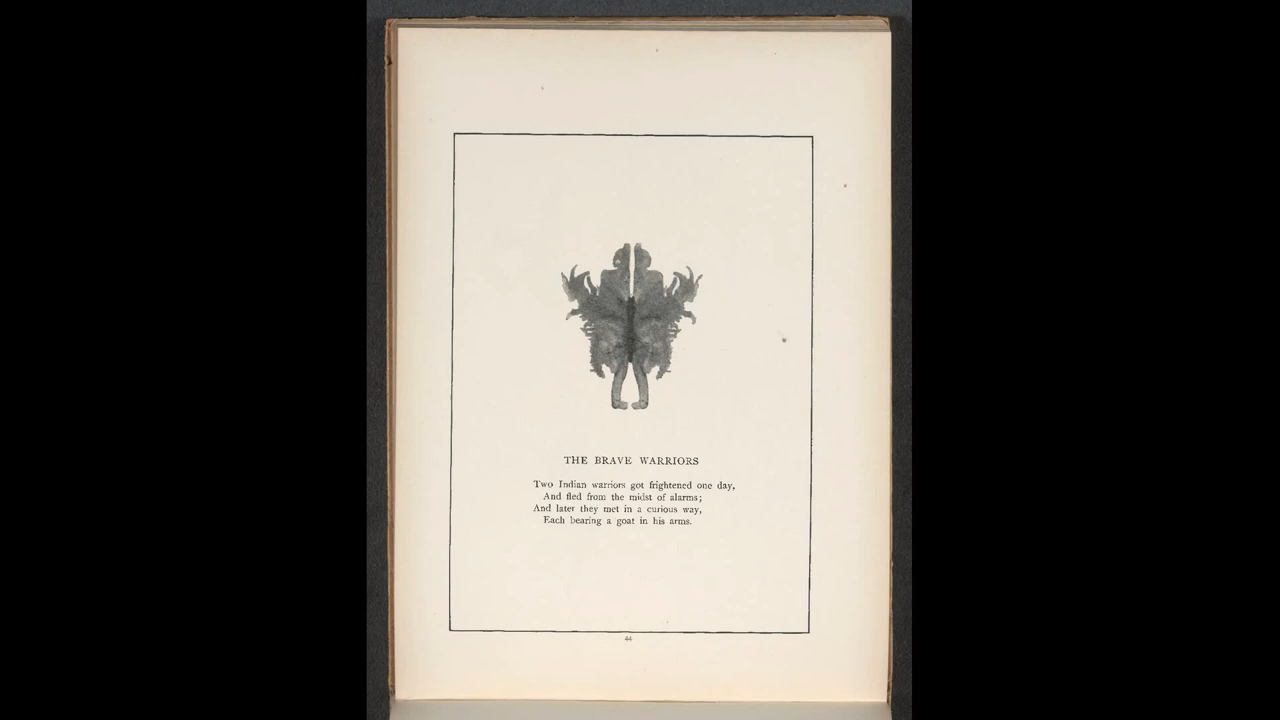 THE BRAVE WARRIORS
Two Indian warriors got frightened one day,
And fled from the midst of alarms;
And later they met in a curious way,
Each bearing a goat in his arms.
44